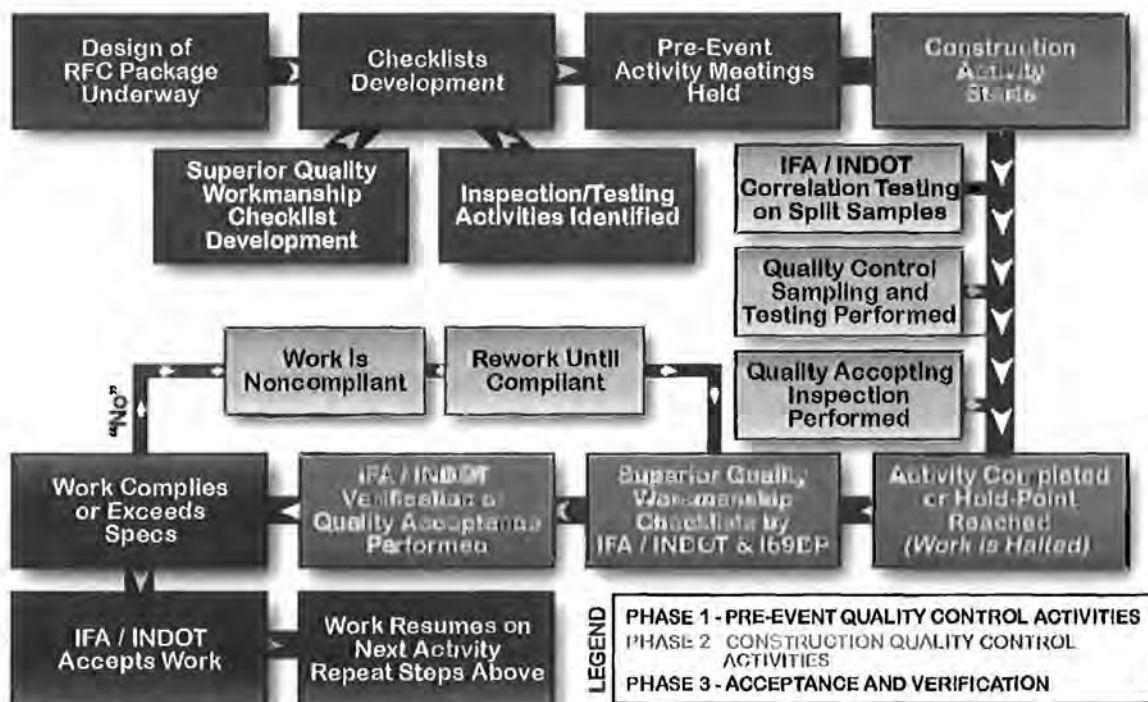 Design of
RFC Package
Underway
Checklists
Development
Pre-Event
Activity Meetings
Held
Construction
Activity
Starts
Superior Quality
Workmanship
Checklist
Development
Inspection/Testing
Activities Identified
IFA / INDOT
Correlation Testing
on Split Samples
Quality Control
Sampling and
Testing Performed
Quality Accepting
Inspection
Performed
Work Is
Noncompliant
Rework Until
Compliant
"No"
Work Complies
or Exceeds
Specs
IFA / INDOT
Verification of
Quality Acceptance
Performed
Superior Quality
Workmanship
Checklists by
IFA / INDOT & I69DP
Activity Completed
or Hold-Point
Reached
(Work is Halted)
IFA / INDOT
Accepts Work
Work Resumes on
Next Activity
Repeat Steps Above
LEGEND
PHASE 1 - PRE-EVENT QUALITY CONTROL ACTIVITIES
PHASE 2 CONSTRUCTION QUALITY CONTROL
ACTIVITIES
PHASE 3 - ACCEPTANCE AND VERIFICATION